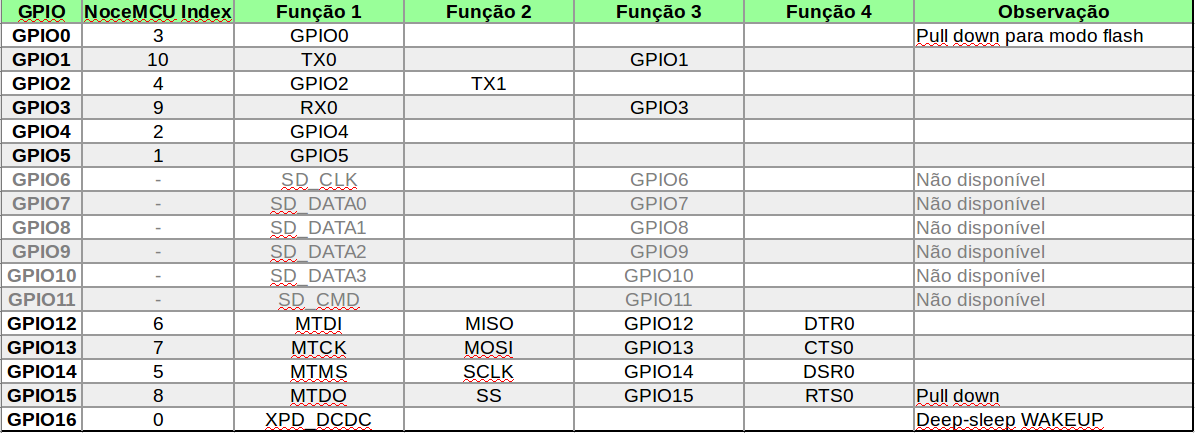 GPIO NoceMCU Index Função 1 Função 2 Função 3 Função 4 Observação
GPIO0 3 GPIO0 Pull down para modo flash
GPIO1 10 TX0 GPIO1
GPIO2 4 GPIO2 TX1
GPIO3 9 RX0 GPIO3
GPIO4 2 GPIO4
GPIO5 1 GPIO5
GPIO6 - SD_CLK GPIO6 Não disponível
GPIO7 - SD_DATA0 GPIO7 Não disponível
GPIO8 - SD_DATA1 GPIO8 Não disponível
GPIO9 - SD_DATA2 GPIO9 Não disponível
GPIO10 - SD_DATA3 GPIO10 Não disponível
GPIO11 - SD_CMD GPIO11 Não disponível
GPIO12 6 MTDI MISO GPIO12 DTR0
GPIO13 7 MTCK MOSI GPIO13 CTS0
GPIO14 5 MTMS SCLK GPIO14 DSR0
GPIO15 8 MTDO SS GPIO15 RTS0 Pull down
GPIO16 0 XPD_DCDC Deep-sleep WAKEUP